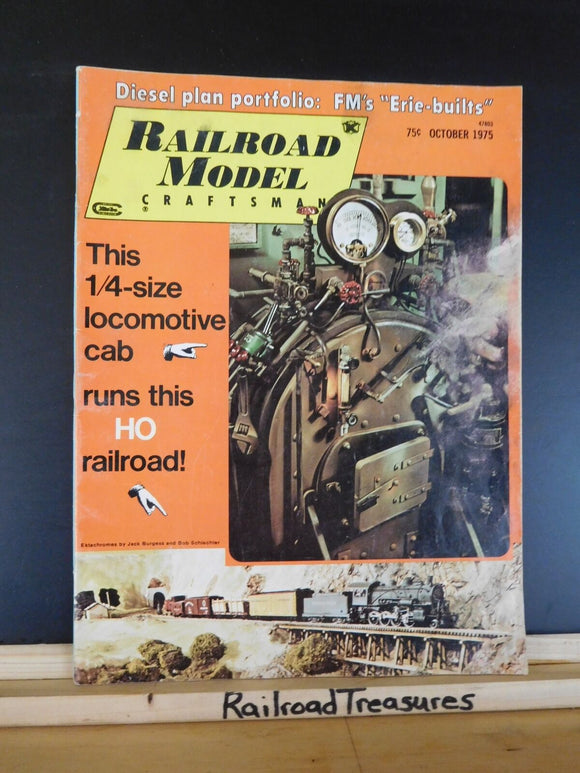 Diesel plan portfolio: FM's "Erie-builts"
47603
75¢ OCTOBER 1975
RAILROAD
MODEL
CRAFTSMAN
®
This
1/4-size
locomotive
cab
runs this
HO
railroad!
Ektachromes by Jack Burgess and Bob Schlechter
RailroadTreasures